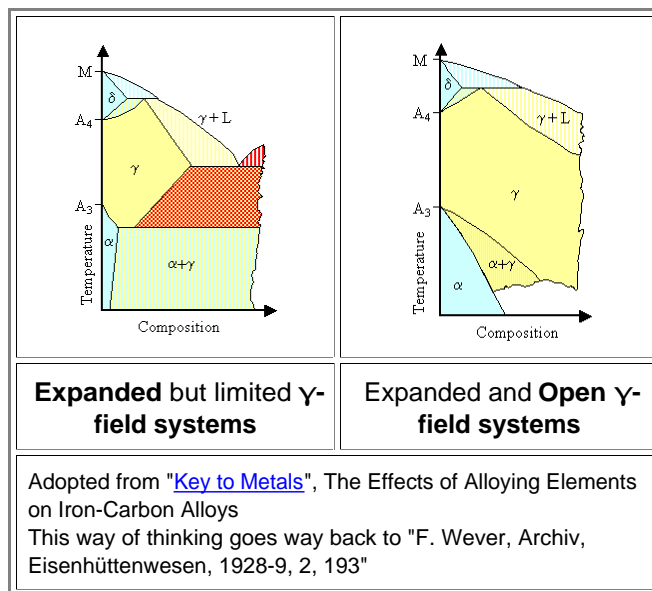 M
δ
A4
γ + L
γ
A3
α
α+γ
Temperature
Composition
M
δ
A4
γ + L
γ
A3
α+γ
α
Temperature
Composition
Expanded but limited γ-
field systems
Expanded and Open γ-
field systems
Adopted from "Key to Metals", The Effects of Alloying Elements
on Iron-Carbon Alloys
This way of thinking goes way back to "F. Wever, Archiv,
Eisenhüttenwesen, 1928-9, 2, 193"